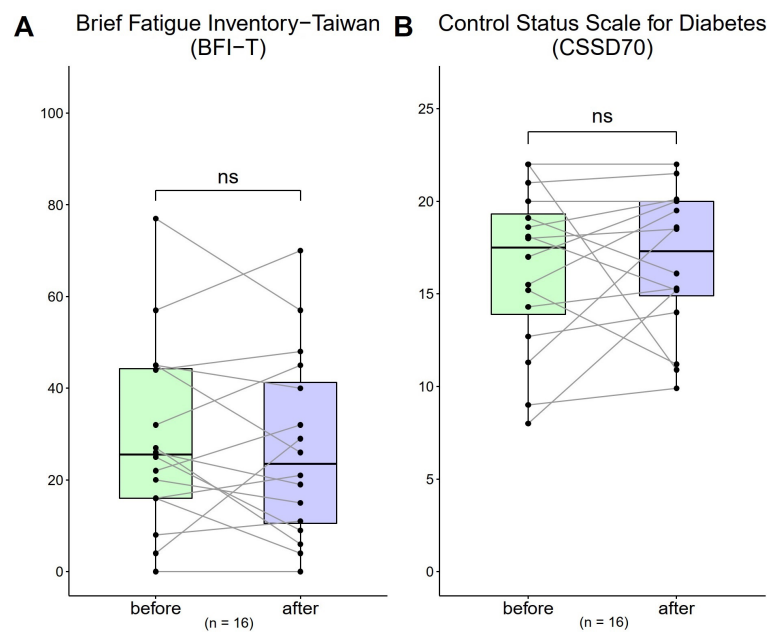 A
Brief Fatigue Inventory−Taiwan
(BFI−T)
100
80
60
40
20
0
ns
before
after
(n = 16)
B
Control Status Scale for Diabetes
(CSSD70)
25
20
15
10
5
0
ns
before
after
(n = 16)